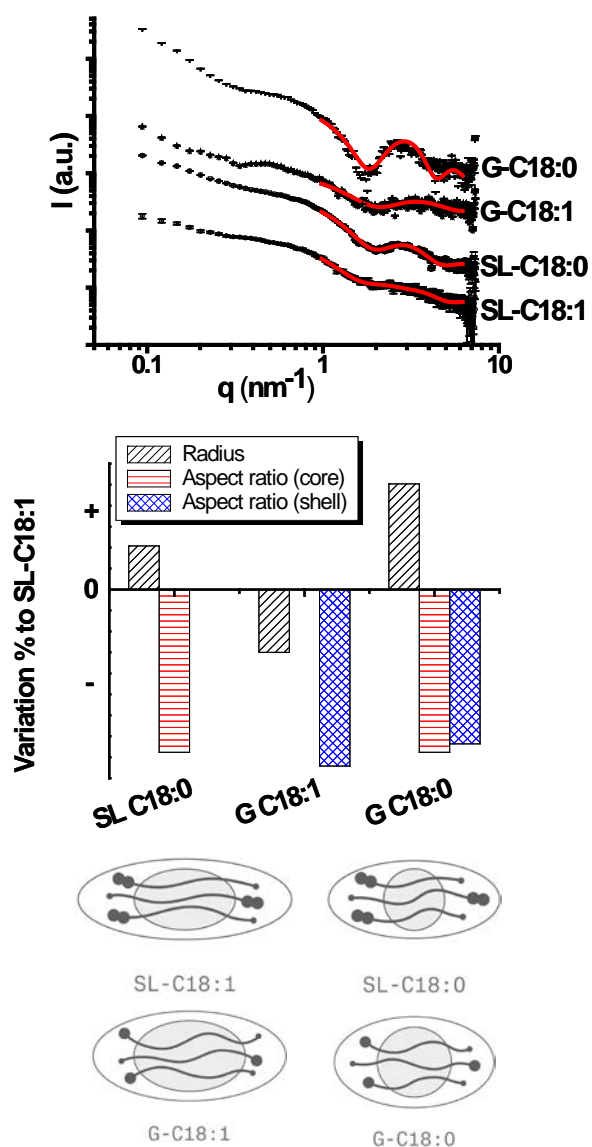 I (a.u.)
G-C18:0
G-C18:1
SL-C18:0
SL-C18:1
0.1 1 10
q (nm-1)
Radius
Aspect ratio (core)
Aspect ratio (shell)
Variation % to SL-C18:1
+
0
-
SL C18:0 G C18:1 G C18:0
SL-C18:1 SL-C18:0
G-C18:1 G-C18:0